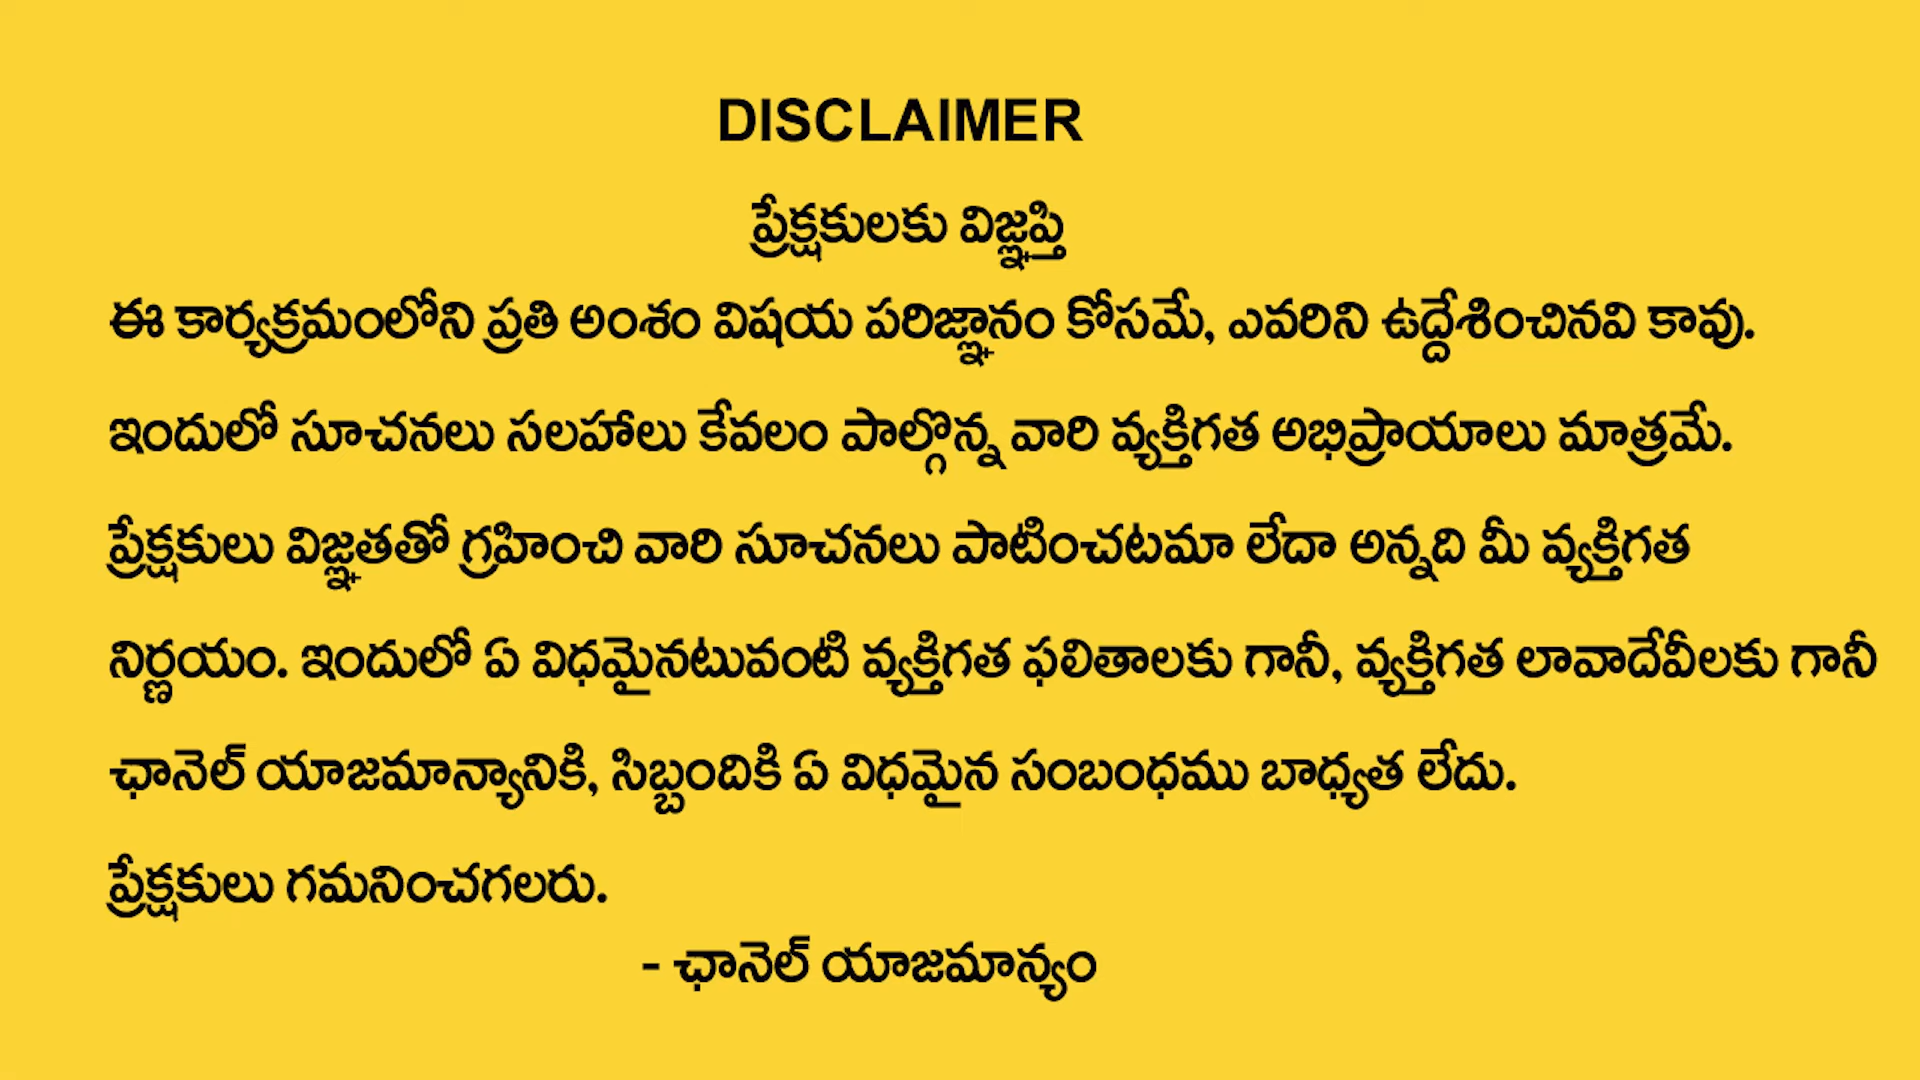 DISCLAIMER
ప్రేక్షకులకు విజ్ఞప్తి
ఈ కార్యక్రమంలోని ప్రతి అంశం విషయ పరిజ్ఞానం కోసమే, ఎవరిని ఉద్దేశించినవి కావు.
ఇందులో సూచనలు సలహాలు కేవలం పాల్గొన్న వారి వ్యక్తిగత అభిప్రాయాలు మాత్రమే.
ప్రేక్షకులు విజ్ఞతతో గ్రహించి వారి సూచనలు పాటించటమా లేదా అన్నది మీ వ్యక్తిగత
నిర్ణయం. ఇందులో ఏ విధమైనటువంటి వ్యక్తిగత ఫలితాలకు గానీ, వ్యక్తిగత లావాదేవీలకు గానీ
ఛానెల్ యాజమాన్యానికి, సిబ్బందికి ఏ విధమైన సంబంధము బాధ్యత లేదు.
ప్రేక్షకులు గమనించగలరు.
- ఛానెల్ యాజమాన్యం